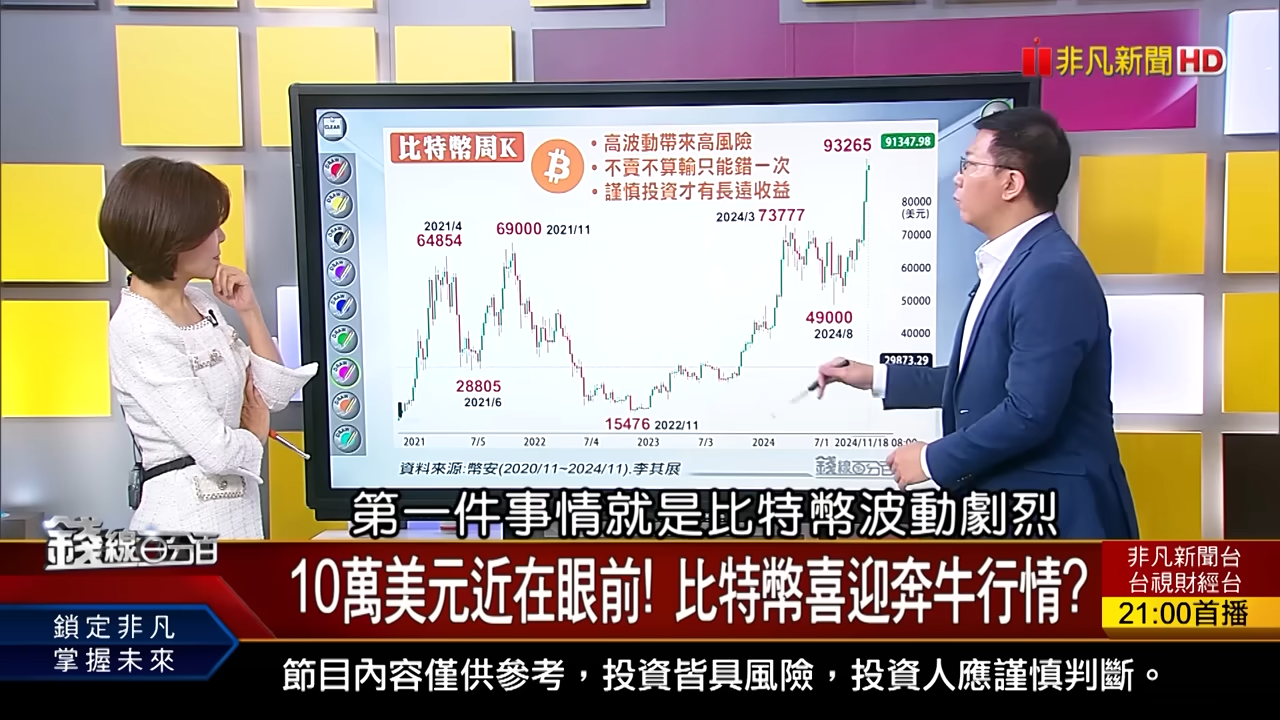 非凡新聞HD
CLEAR
比特幣周K
• 高波動帶來高風險
• 不賣不算輸只能錯一次
• 謹慎投資才有長遠收益
93265
91347.98
80000
(美元)
70000
60000
50000
40000
29873.29
2021/4
64854
69000 2021/11
2024/3 73777
49000
2024/8
28805
2021/6
15476 2022/11
2021 7/5 2022 7/4 2023 7/3 2024 7/1 2024/11/18 08:00
資料來源:幣安(2020/11~2024/11).李其展
錢線百分百
第一件事情就是比特幣波動劇烈
錢線百分百
10萬美元近在眼前! 比特幣喜迎奔牛行情?
非凡新聞台
台視財經台
21:00首播
鎖定非凡
掌握未來
節目內容僅供參考，投資皆具風險，投資人應謹慎判斷。